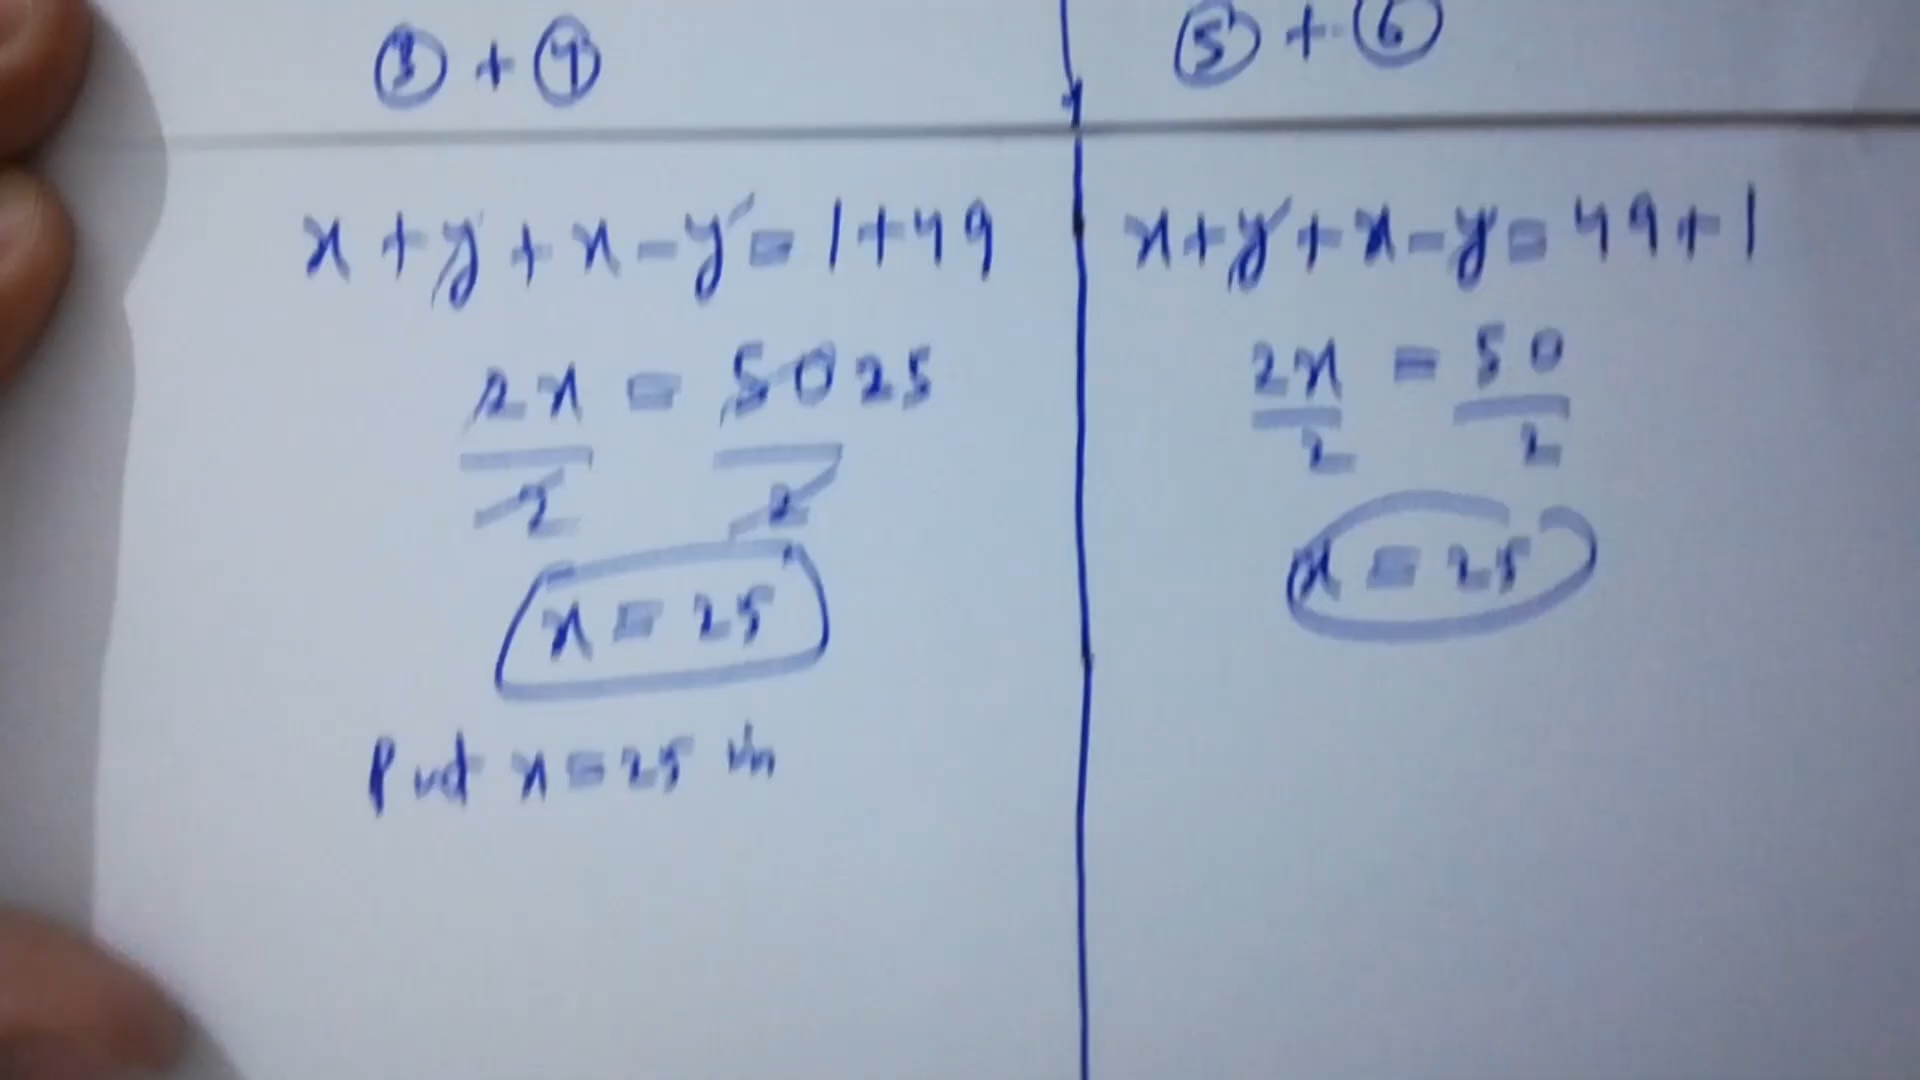 ③ + ④
x + y + x - y = 1 + 49
2x = 50 25
2 2
x = 25
Put x = 25 in
⑤ + ⑥
x + y + x - y = 49 + 1
2x = 50
2 2
x = 25